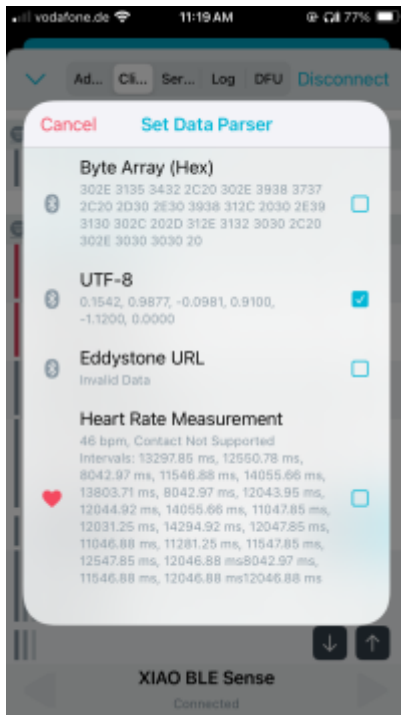 vodafone.de 11:19 AM 77%
Ad... Cli... Ser... Log DFU Disconnect
Cancel Set Data Parser
Byte Array (Hex)
302E 3135 3432 2C20 302E 3938 3737
2C20 2D30 2E30 3938 312C 2030 2E39
3130 302C 202D 312E 3132 3030 2C20
302E 3030 3030 20
UTF-8
0.1542, 0.9877, -0.0981, 0.9100,
-1.1200, 0.0000
Eddystone URL
Invalid Data
Heart Rate Measurement
46 bpm, Contact Not Supported
Intervals: 13297.85 ms, 12550.78 ms,
8042.97 ms, 11546.88 ms, 14055.66 ms,
13803.71 ms, 8042.97 ms, 12043.95 ms,
12044.92 ms, 14055.66 ms, 11047.85 ms,
12031.25 ms, 14294.92 ms, 12047.85 ms,
11046.88 ms, 11281.25 ms, 11547.85 ms,
12547.85 ms, 12046.88 ms8042.97 ms,
11546.88 ms, 12046.88 ms12046.88 ms
XIAO BLE Sense
Connected